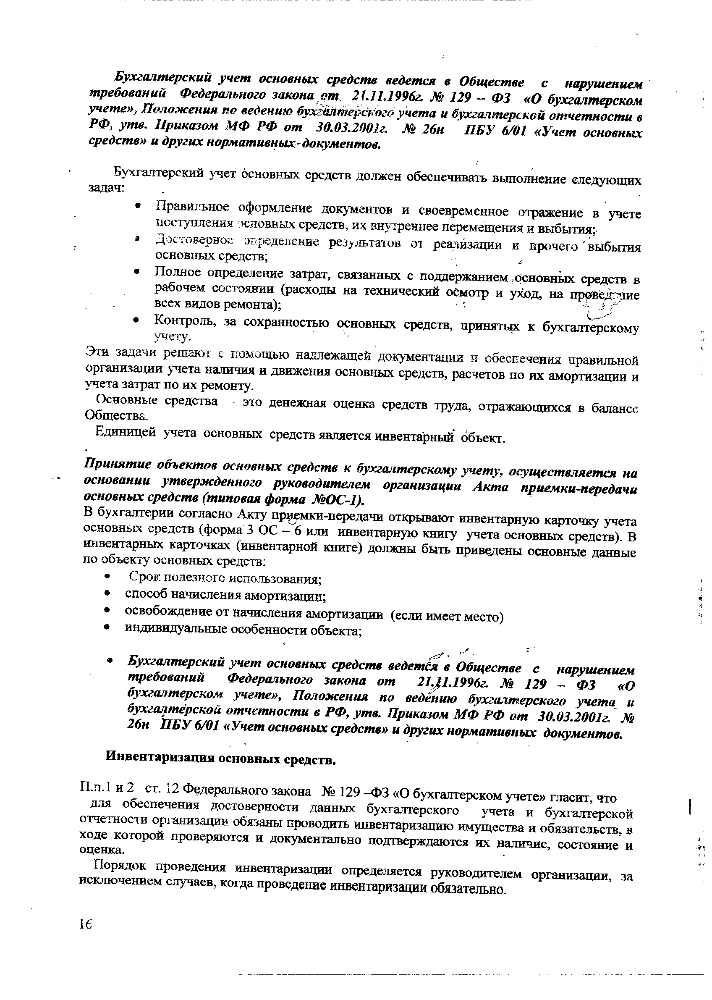 Бухгалтерский учет основных средств ведется в Обществе с нарушением
требований Федерального закона от 21.11.1996г. № 129 – ФЗ «О бухгалтерском
учете», Положения по ведению бухгалтерского учета и бухгалтерской отчетности в
РФ, утв. Приказом МФ РФ от 30.03.2001г. № 26н ПБУ 6/01 «Учет основных
средств» и других нормативных документов.
Бухгалтерский учет основных средств должен обеспечивать выполнение следующих
задач:
• Правильное оформление документов и своевременное отражение в учете
поступления основных средств, их внутреннее перемещения и выбытия;
• Достоверное определение результатов от реализации и прочего выбытия
основных средств;
• Полное определение затрат, связанных с поддержанием основных средств в
рабочем состоянии (расходы на технический осмотр и уход, на проведение
всех видов ремонта);
• Контроль, за сохранностью основных средств, принятых к бухгалтерскому
учету.
Эти задачи решают с помощью надлежащей документации и обеспечения правильной
организации учета наличия и движения основных средств, расчетов по их амортизации и
учета затрат по их ремонту.
Основные средства - это денежная оценка средств труда, отражающихся в балансе
Общества.
Единицей учета основных средств является инвентарный объект.
Принятие объектов основных средств к бухгалтерскому учету, осуществляется на
основании утвержденного руководителем организации Акта приемки-передачи
основных средств (типовая форма №ОС-1).
В бухгалтерии согласно Акту приемки-передачи открывают инвентарную карточку учета
основных средств (форма 3 ОС – 6 или инвентарную книгу учета основных средств). В
инвентарных карточках (инвентарной книге) должны быть приведены основные данные
по объекту основных средств:
• Срок полезного использования;
• способ начисления амортизации;
• освобождение от начисления амортизации (если имеет место)
• индивидуальные особенности объекта;
• Бухгалтерский учет основных средств ведется в Обществе с нарушением
требований Федерального закона от 21.11.1996г. № 129 – ФЗ «О
бухгалтерском учете», Положения по ведению бухгалтерского учета и
бухгалтерской отчетности в РФ, утв. Приказом МФ РФ от 30.03.2001г. №
26н ПБУ 6/01 «Учет основных средств» и других нормативных документов.
Инвентаризация основных средств.
П.п.1 и 2 ст. 12 Федерального закона № 129 –ФЗ «О бухгалтерском учете» гласит, что
для обеспечения достоверности данных бухгалтерского учета и бухгалтерской
отчетности организации обязаны проводить инвентаризацию имущества и обязательств, в
ходе которой проверяются и документально подтверждаются их наличие, состояние и
оценка.
Порядок проведения инвентаризации определяется руководителем организации, за
исключением случаев, когда проведение инвентаризации обязательно.
16